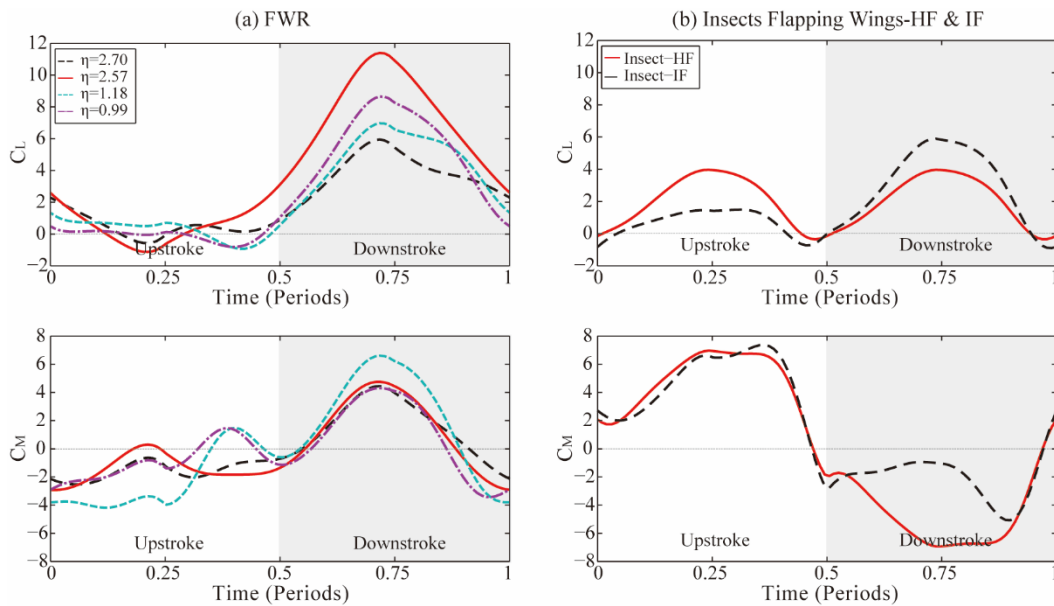 (a) FWR
12
10
8
6
4
2
0
−2
C_L
η=2.70
η=2.57
η=1.18
η=0.99
Upstroke
Downstroke
0
0.25
0.5
0.75
1
Time (Periods)
(b) Insects Flapping Wings-HF & IF
12
10
8
6
4
2
0
−2
C_L
Insect−HF
Insect−IF
Upstroke
Downstroke
0
0.25
0.5
0.75
1
Time (Periods)
8
6
4
2
0
−2
−4
−6
−8
C_M
Upstroke
Downstroke
0
0.25
0.5
0.75
1
Time (Periods)
8
6
4
2
0
−2
−4
−6
−8
C_M
Upstroke
Downstroke
0
0.25
0.5
0.75
1
Time (Periods)